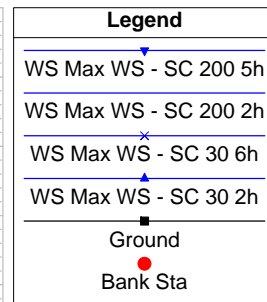 Legend
WS Max WS - SC 200 5h
WS Max WS - SC 200 2h
WS Max WS - SC 30 6h
WS Max WS - SC 30 2h
Ground
Bank Sta